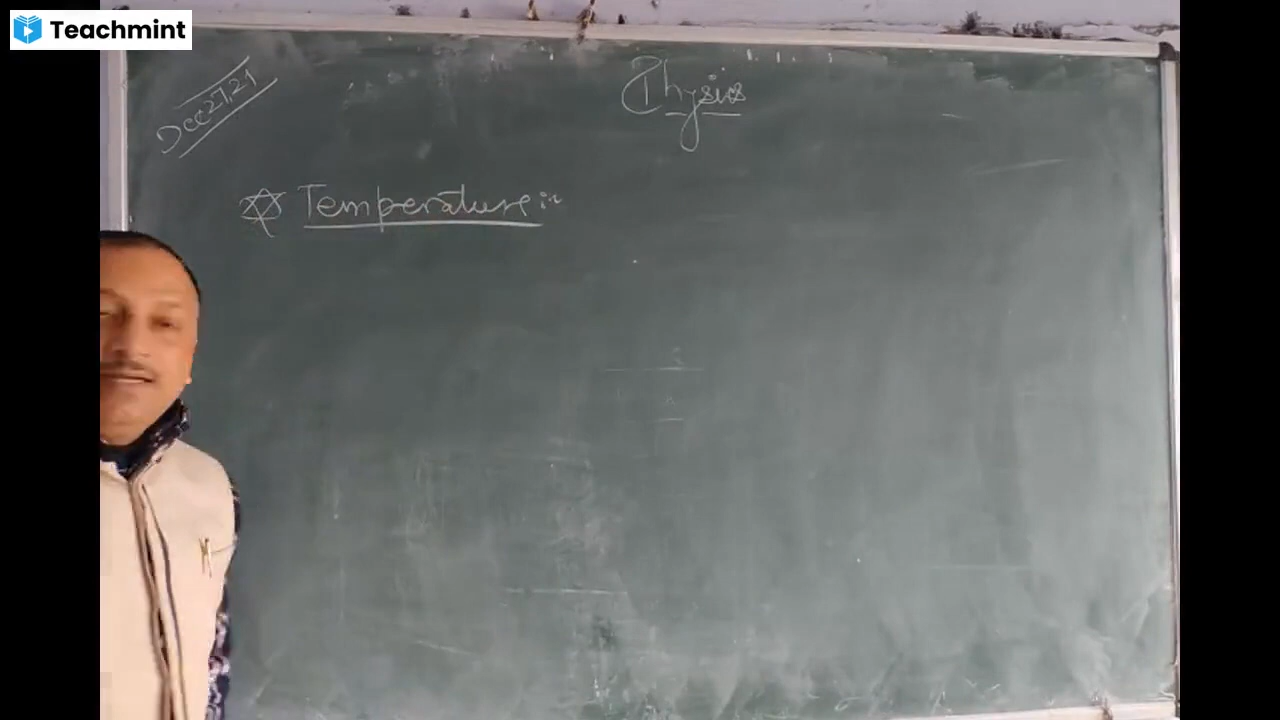 Teachmint
Physics
Dec 27, 21
Temperature :-